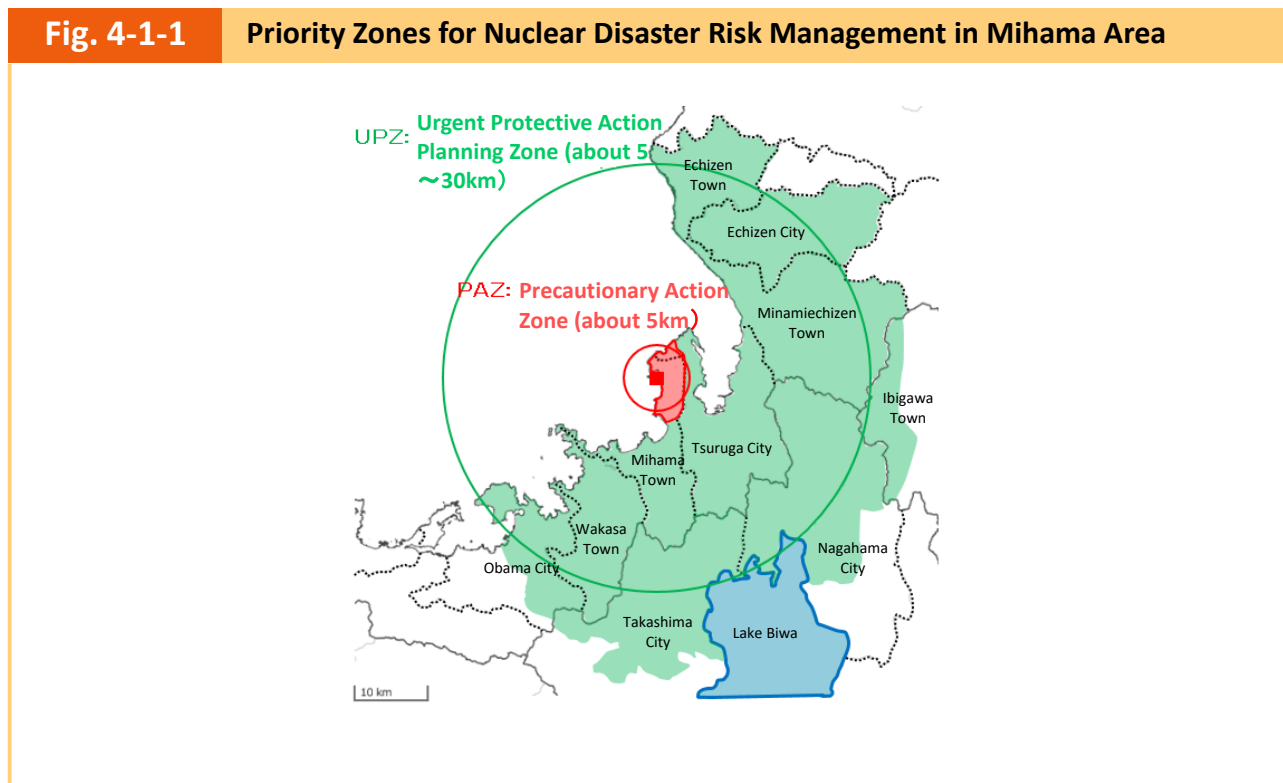 Fig. 4-1-1
Priority Zones for Nuclear Disaster Risk Management in Mihama Area
UPZ: Urgent Protective Action
Planning Zone (about 5
～30km）
Echizen
Town
Echizen City
PAZ: Precautionary Action
Zone (about 5km）
Minamiechizen
Town
Ibigawa
Town
Tsuruga City
Mihama
Town
Wakasa
Town
Obama City
Nagahama
City
Takashima
City
Lake Biwa
10 km